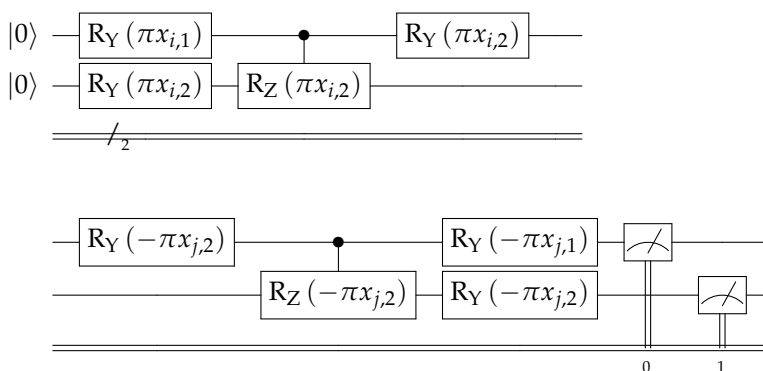 |0⟩ R_Y (πx_{i,1}) R_Y (πx_{i,2})
|0⟩ R_Y (πx_{i,2}) R_Z (πx_{i,2})
2
R_Y (−πx_{j,2}) R_Y (−πx_{j,1})
R_Z (−πx_{j,2}) R_Y (−πx_{j,2})
0 1